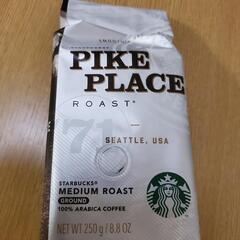 PIKE
PLACE
ROAST®
SEATTLE, USA
STARBUCKS®
MEDIUM ROAST
GROUND
100% ARABICA COFFEE
NET WT 250 g / 8.8 OZ